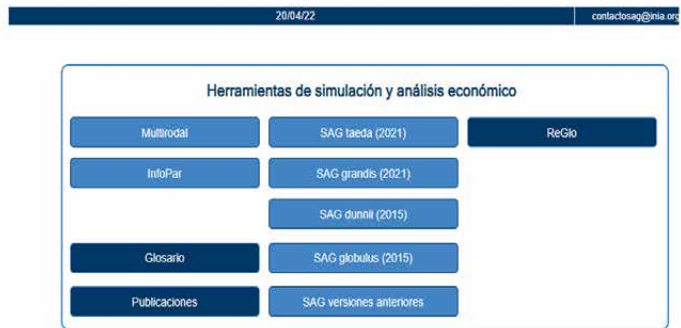 20/04/22 contactosag@inia.org
Herramientas de simulación y análisis económico
Multirodal SAG taeda (2021) ReGlo
InfoPar SAG grandis (2021)
SAG dunnii (2015)
Glosario SAG globulus (2015)
Publicaciones SAG versiones anteriores